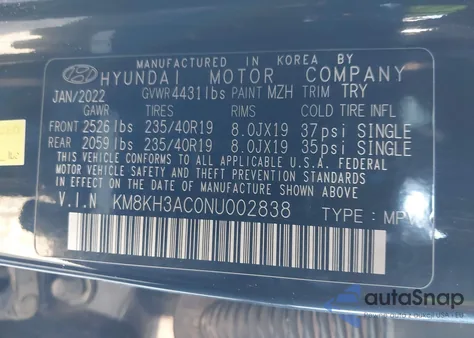 MANUFACTURED IN KOREA BY
HYUNDAI MOTOR COMPANY
JAN/2022 GVWR 4431lbs PAINT MZH TRIM TRY
GAWR TIRES RIMS COLD TIRE INFL
FRONT 2526lbs 235/40R19 8.0JX19 37psi SINGLE
REAR 2059lbs 235/40R19 8.0JX19 35psi SINGLE
THIS VEHICLE CONFORMS TO ALL APPLICABLE U.S.A. FEDERAL
MOTOR VEHICLE SAFETY, BUMPER, AND THEFT PREVENTION STANDARDS
IN EFFECT ON THE DATE OF MANUFACTURE SHOWN ABOVE.
V.I.N KM8KH3AC0NU002838 TYPE : MPV
autoSnap